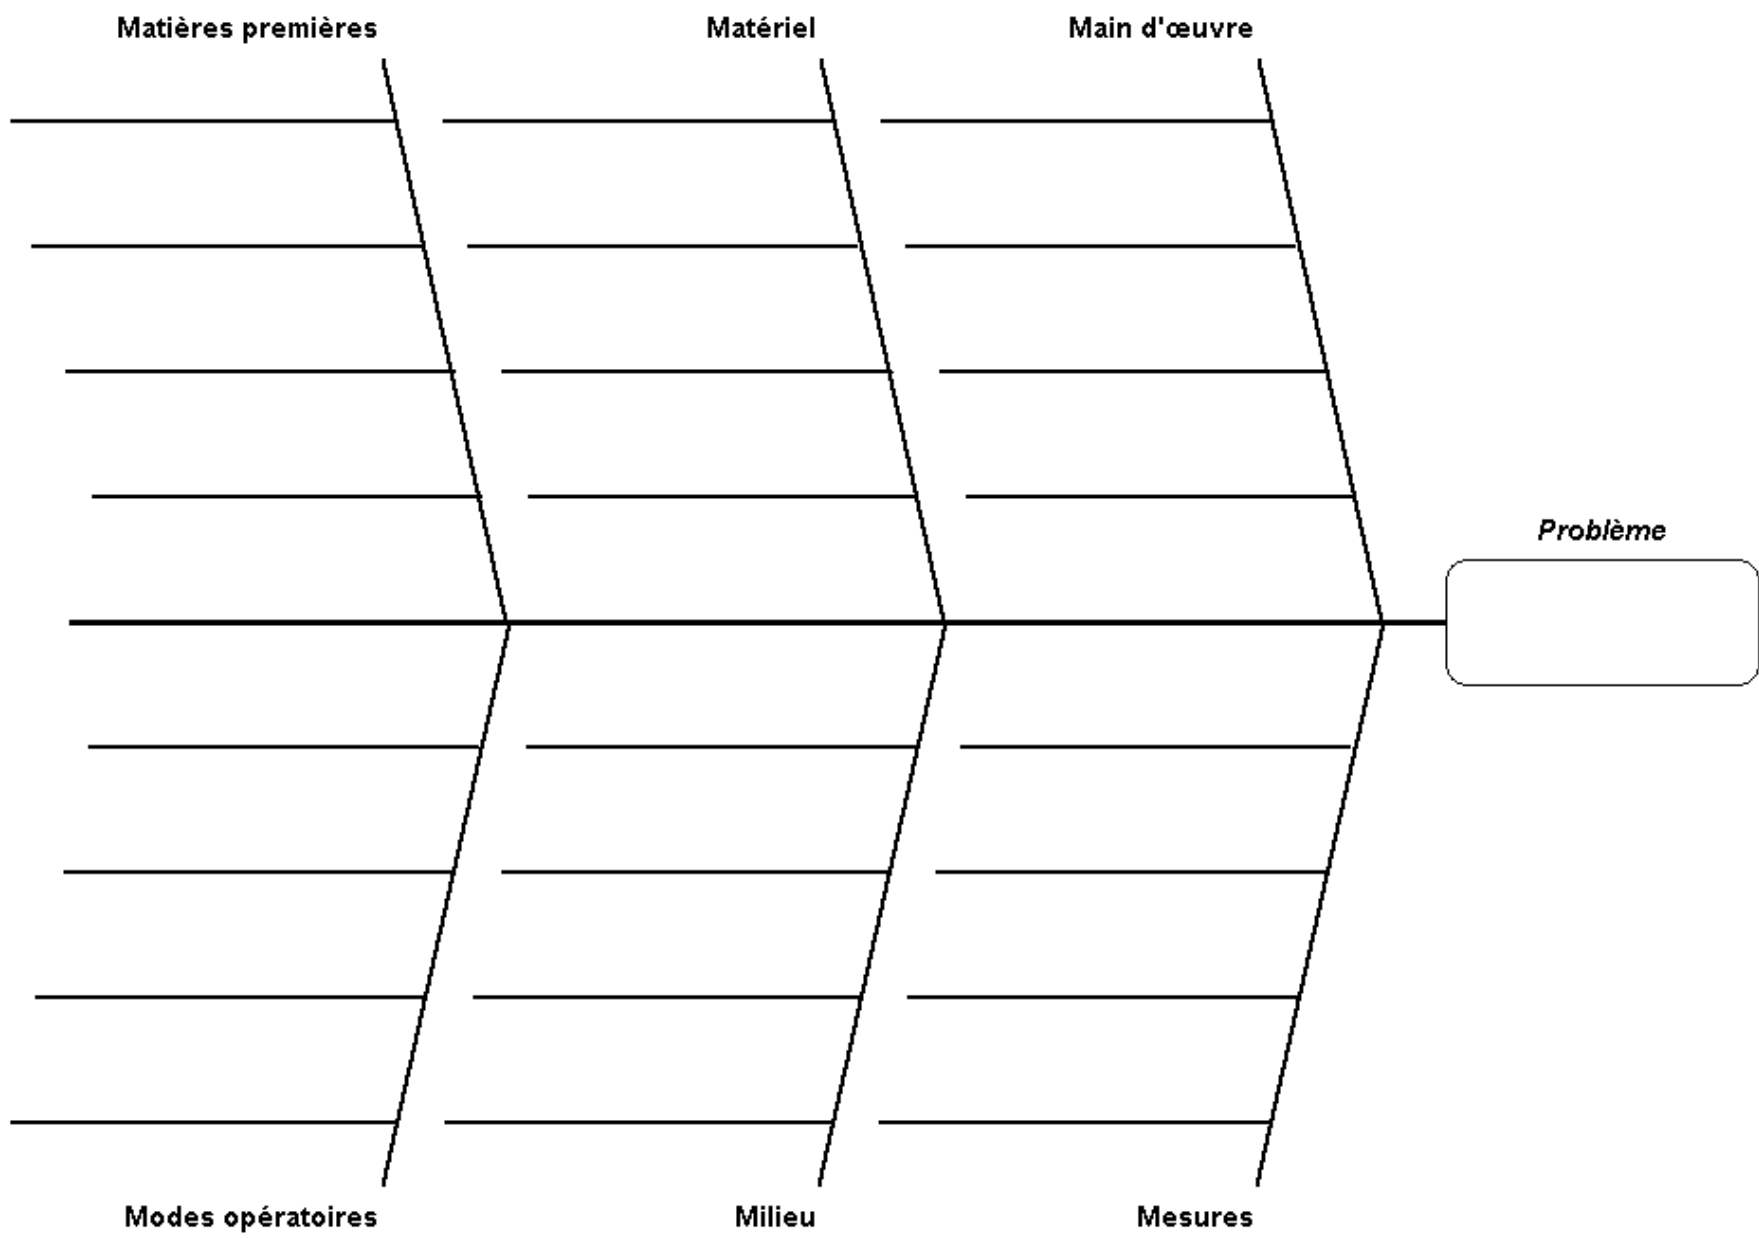 Matières premières
Matériel
Main d'œuvre
Problème
Modes opératoires
Milieu
Mesures